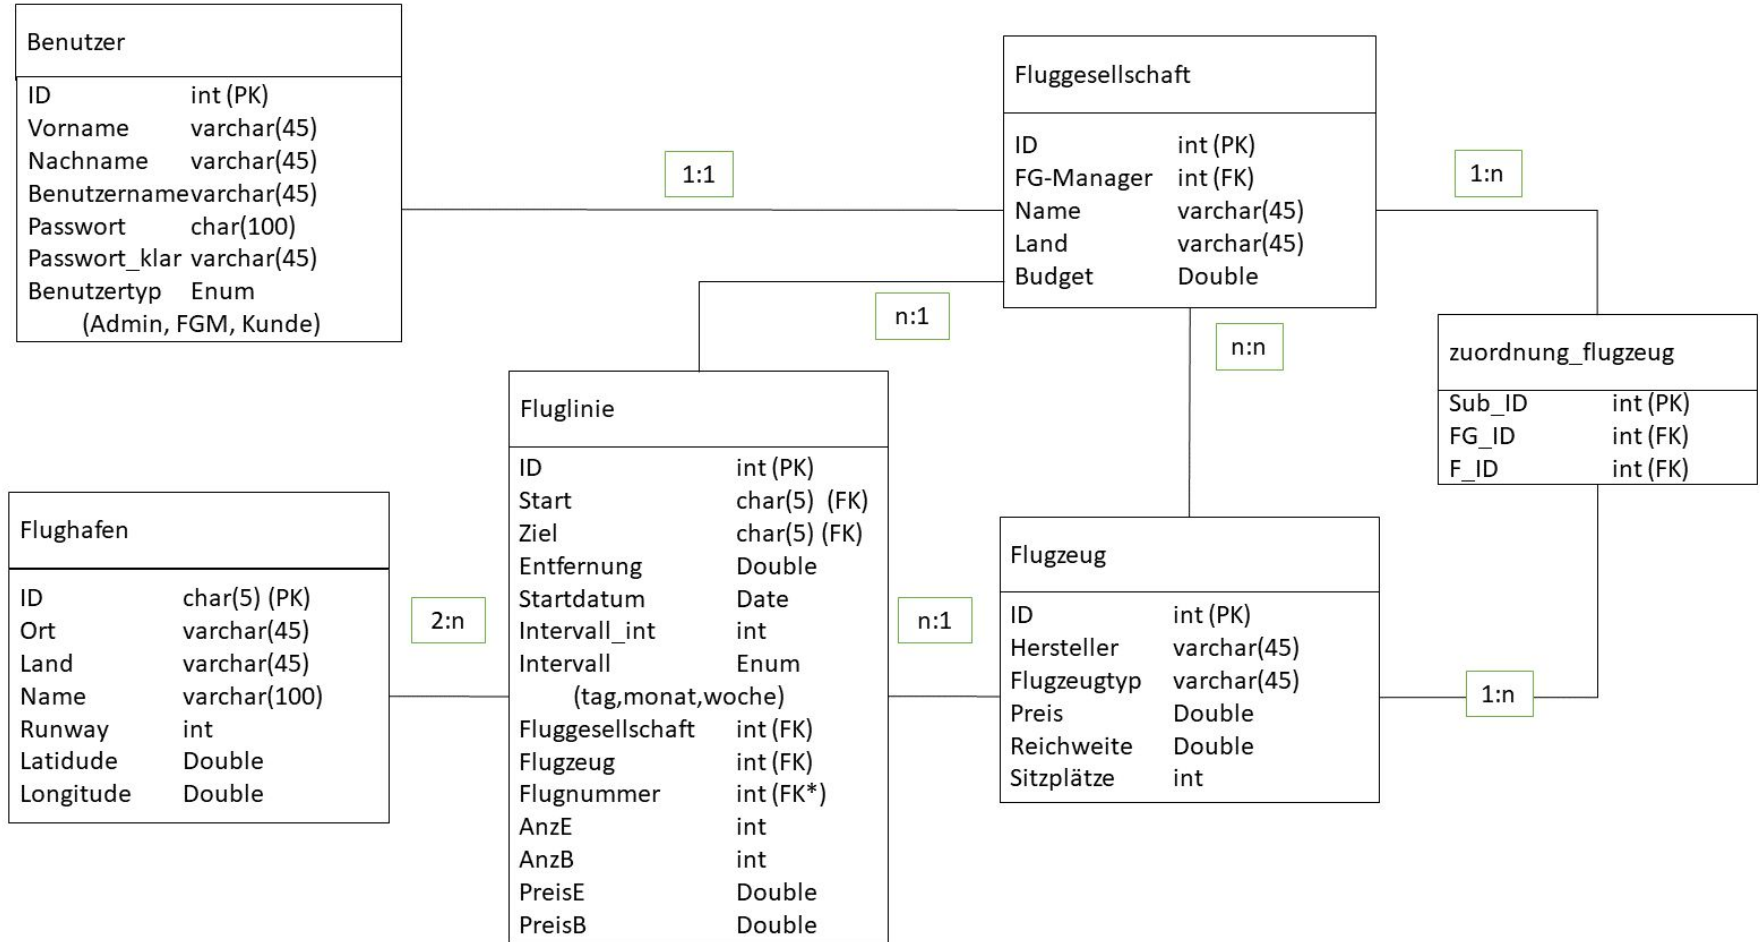 Benutzer
ID int (PK)
Vorname varchar(45)
Nachname varchar(45)
Benutzername varchar(45)
Passwort char(100)
Passwort_klar varchar(45)
Benutzertyp Enum
(Admin, FGM, Kunde)
1:1
Fluggesellschaft
ID int (PK)
FG-Manager int (FK)
Name varchar(45)
Land varchar(45)
Budget Double
1:n
n:1
n:n
zuordnung_flugzeug
Sub_ID int (PK)
FG_ID int (FK)
F_ID int (FK)
Fluglinie
ID int (PK)
Start char(5) (FK)
Ziel char(5) (FK)
Entfernung Double
Startdatum Date
Intervall_int int
Intervall Enum
(tag,monat,woche)
Fluggesellschaft int (FK)
Flugzeug int (FK)
Flugnummer int (FK*)
AnzE int
AnzB int
PreisE Double
PreisB Double
Flughafen
ID char(5) (PK)
Ort varchar(45)
Land varchar(45)
Name varchar(100)
Runway int
Latidude Double
Longitude Double
2:n
n:1
Flugzeug
ID int (PK)
Hersteller varchar(45)
Flugzeugtyp varchar(45)
Preis Double
Reichweite Double
Sitzplätze int
1:n